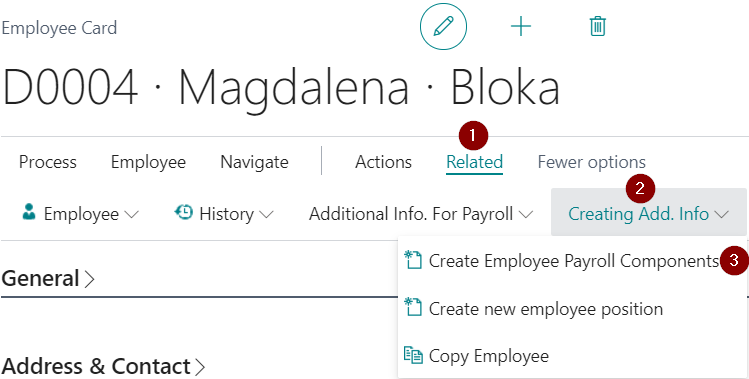 Employee Card
D0004 · Magdalena · Bloka
1
Process Employee Navigate Actions Related Fewer options
2
Employee History Additional Info. For Payroll Creating Add. Info
Create Employee Payroll Components 3
General
Create new employee position
Copy Employee
Address & Contact